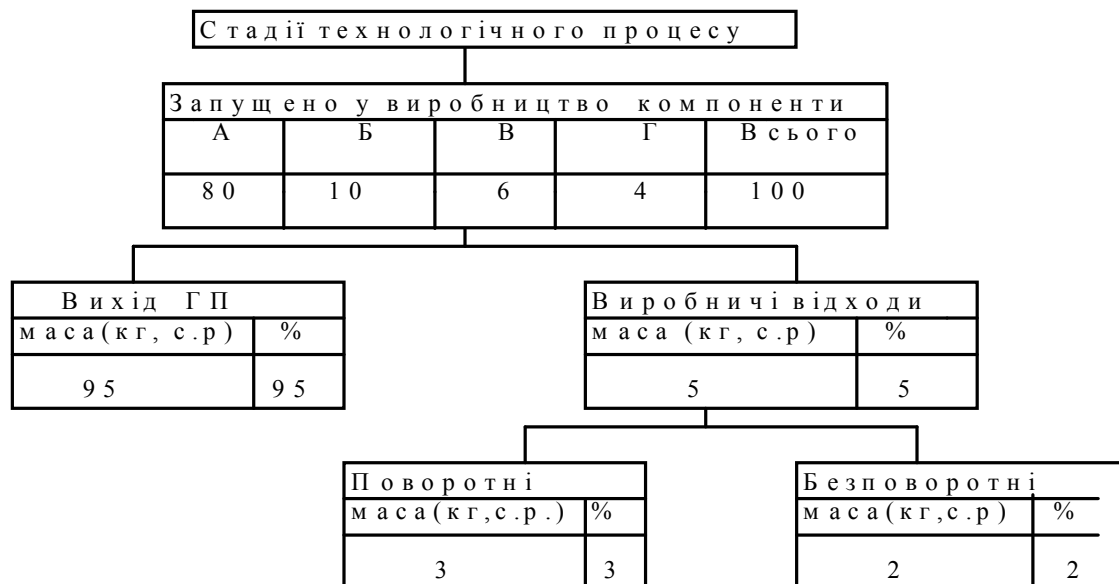 Стадії технологічного процесу
Запущено у виробництво компоненти
А Б В Г Всього
80 10 6 4 100
Вихід ГП
маса(кг, с.р) %
95 95
Виробничі відходи
маса (кг, с.р) %
5 5
Поворотні
маса(кг,с.р.) %
3 3
Безповоротні
маса(кг,с.р) %
2 2